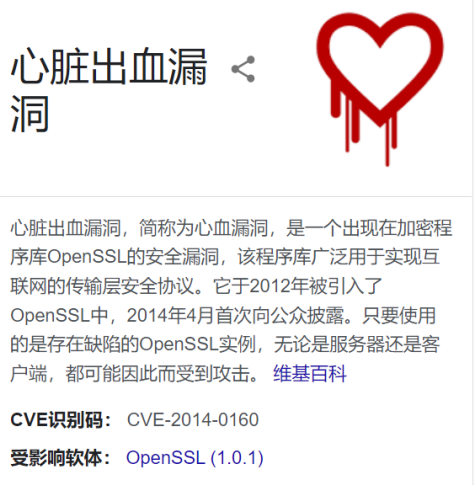 心脏出血漏
洞
心脏出血漏洞，简称为心血漏洞，是一个出现在加密程
序库OpenSSL的安全漏洞，该程序库广泛用于实现互
联网的传输层安全协议。它于2012年被引入了
OpenSSL中，2014年4月首次向公众披露。只要使用
的是存在缺陷的OpenSSL实例，无论是服务器还是客
户端，都可能因此而受到攻击。 维基百科
CVE识别码： CVE-2014-0160
受影响软体： OpenSSL (1.0.1)